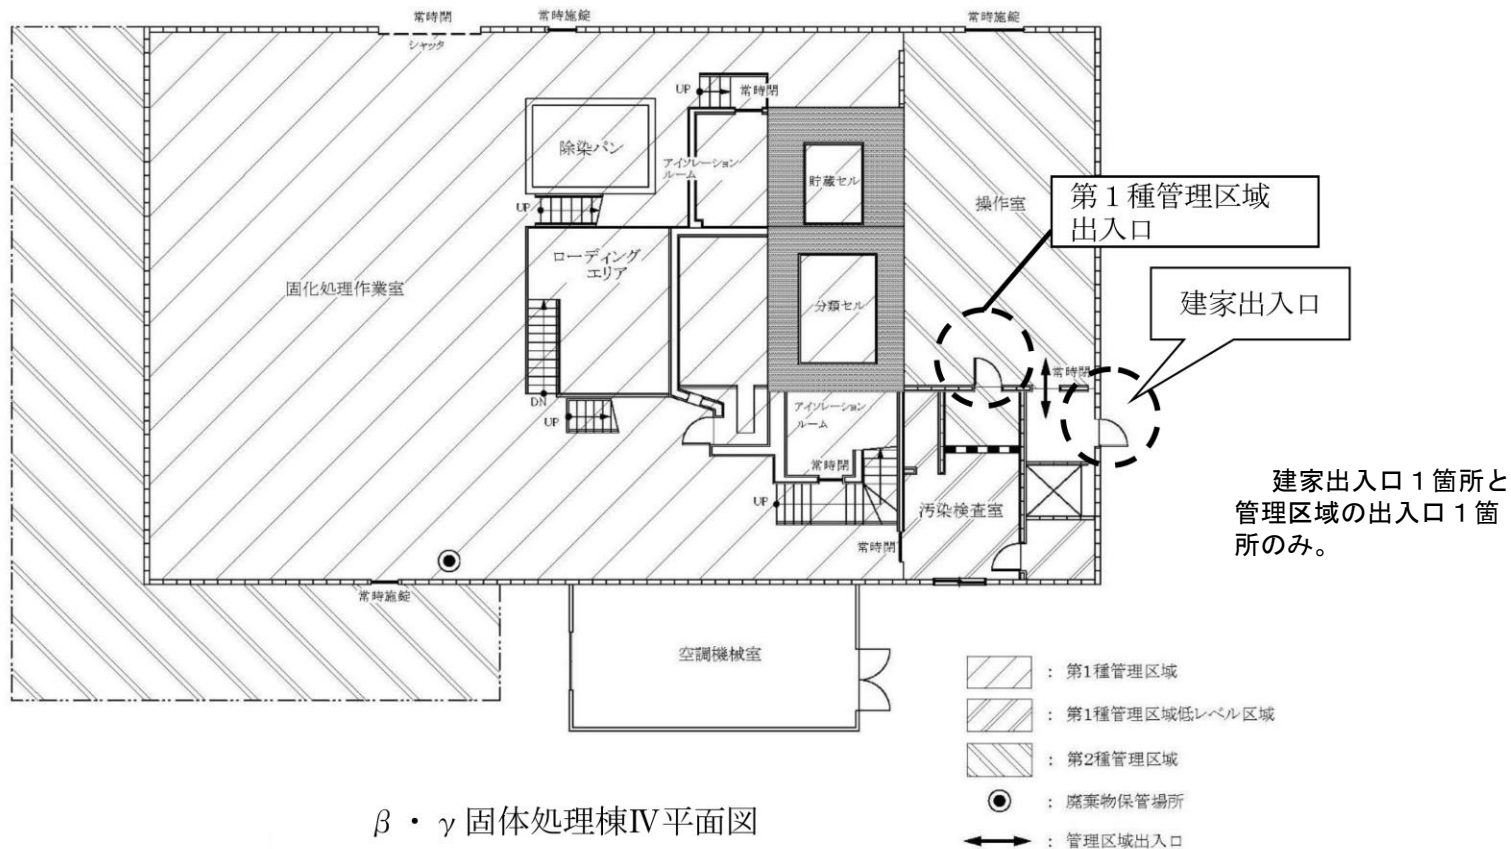 常時閉
シャッタ
常時施錠
常時施錠
UP
常時閉
除染パン
アイソレーション
ルーム
貯蔵セル
操作室
第１種管理区域
出入口
UP
ローディング
エリア
固化処理作業室
分類セル
建家出入口
常時閉
DN
UP
アイソレーション
ルーム
常時閉
UP
汚染検査室
常時閉
建家出入口１箇所と
管理区域の出入口１箇
所のみ。
常時施錠
空調機械室
： 第1種管理区域
： 第1種管理区域低レベル区域
： 第2種管理区域
： 廃棄物保管場所
： 管理区域出入口
β・γ固体処理棟Ⅳ平面図